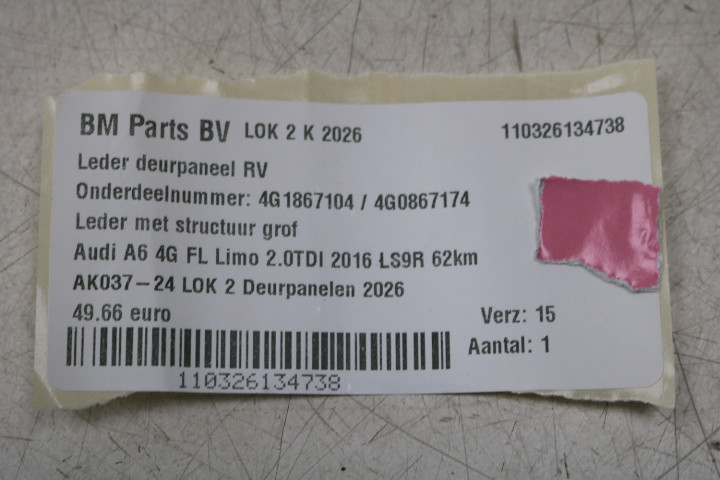 BM Parts BV LOK 2 K 2026 110326134738
Leder deurpaneel RV
Onderdeelnummer: 4G1867104 / 4G0867174
Leder met structuur grof
Audi A6 4G FL Limo 2.0TDI 2016 LS9R 62km
AK037-24 LOK 2 Deurpanelen 2026
49.66 euro Verz: 15
Aantal: 1
110326134738